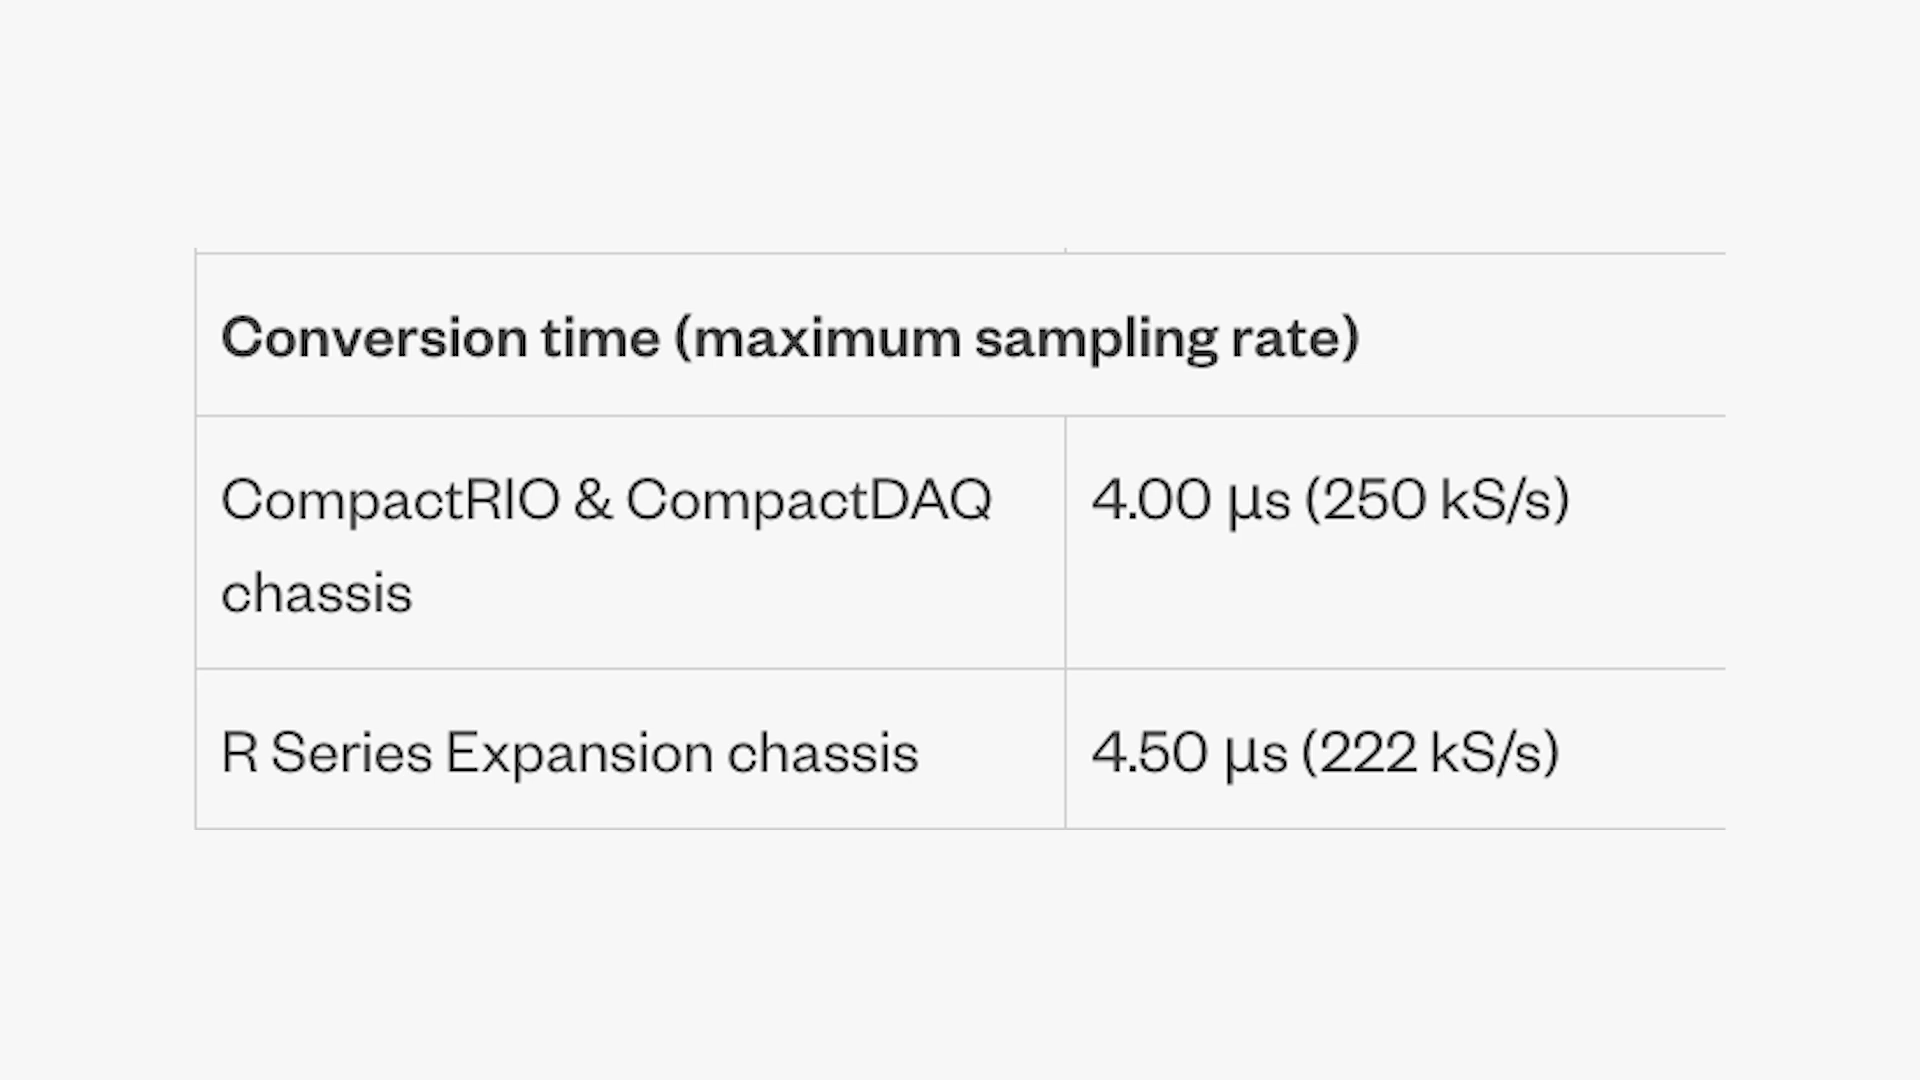 Conversion time (maximum sampling rate)
CompactRIO & CompactDAQ
chassis
4.00 µs (250 kS/s)
R Series Expansion chassis
4.50 µs (222 kS/s)